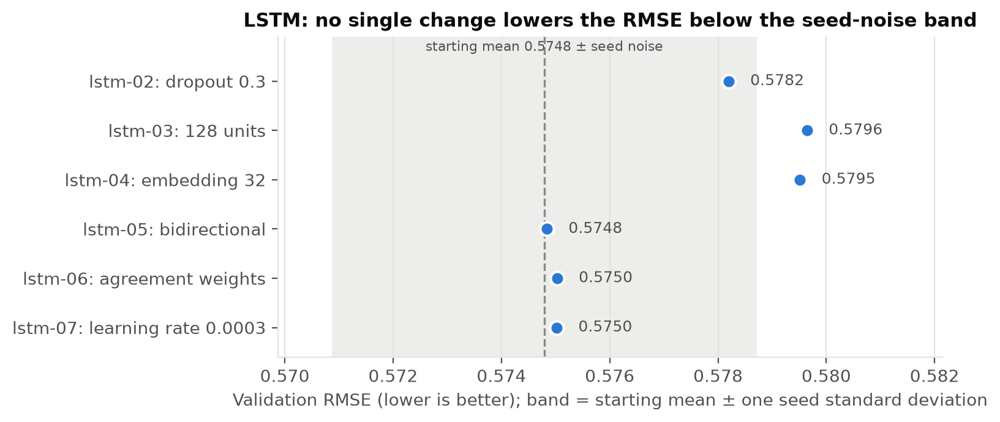 LSTM: no single change lowers the RMSE below the seed-noise band
starting mean 0.5748 ± seed noise
lstm-02: dropout 0.3
0.5782
lstm-03: 128 units
0.5796
lstm-04: embedding 32
0.5795
lstm-05: bidirectional
0.5748
lstm-06: agreement weights
0.5750
lstm-07: learning rate 0.0003
0.5750
0.570 0.572 0.574 0.576 0.578 0.580 0.582
Validation RMSE (lower is better); band = starting mean ± one seed standard deviation